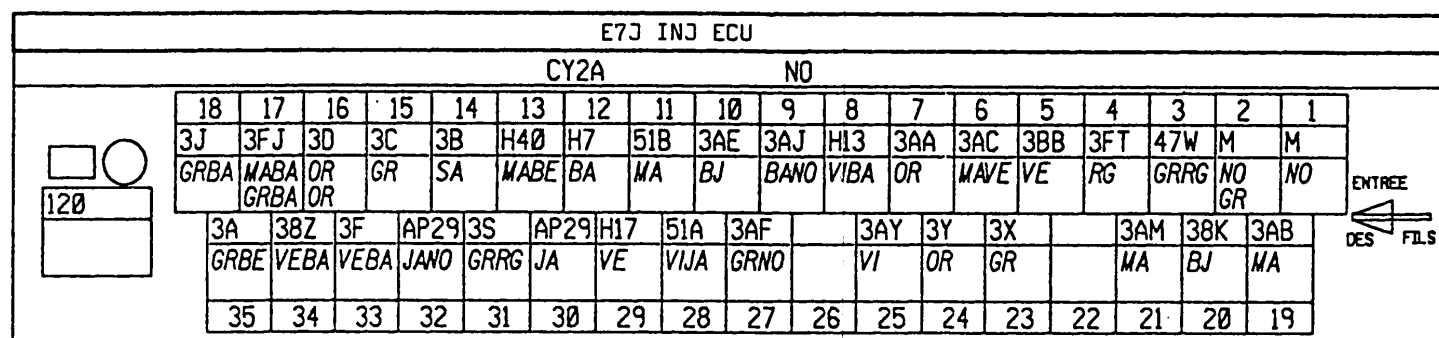 E7J INJ ECU
CY2A NO
18 17 16 15 14 13 12 11 10 9 8 7 6 5 4 3 2 1
3J 3FJ 3D 3C 3B H40 H7 51B 3AE 3AJ H13 3AA 3AC 3BB 3FT 47W M M
GRBA MABA OR GR SA MABE BA MA BJ BANO VIBA OR MAVE VE RG GRRG NO NO
GRBA OR GR
ENTREE
DES FILS
120
3A 38Z 3F AP29 3S AP29 H17 51A 3AF 3AY 3Y 3X 3AM 38K 3AB
GRBE VEBA VEBA JANO GRRG JA VE VIJA GRNO VI OR GR MA BJ MA
35 34 33 32 31 30 29 28 27 26 25 24 23 22 21 20 19